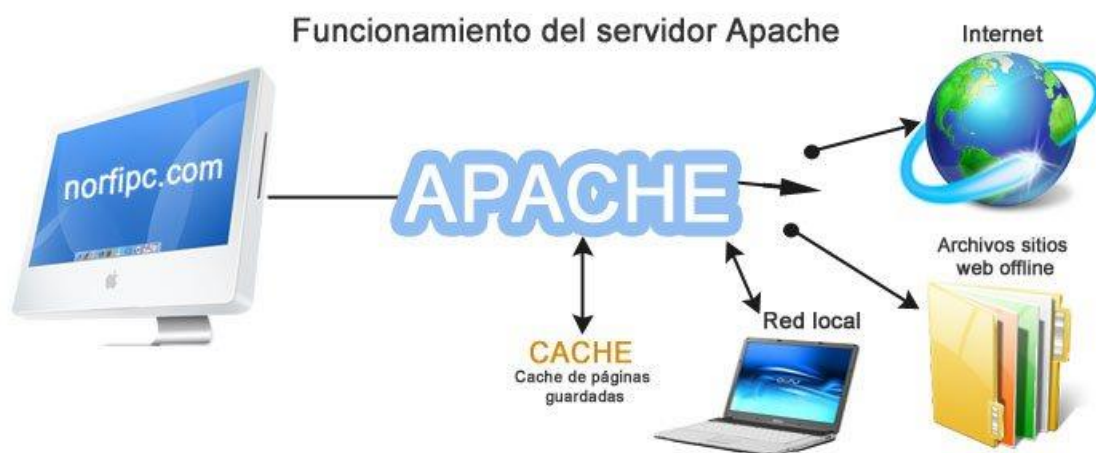 Funcionamiento del servidor Apache
Internet
norfipc.com
APACHE
Archivos sitios
web offline
Red local
CACHE
Cache de páginas
guardadas